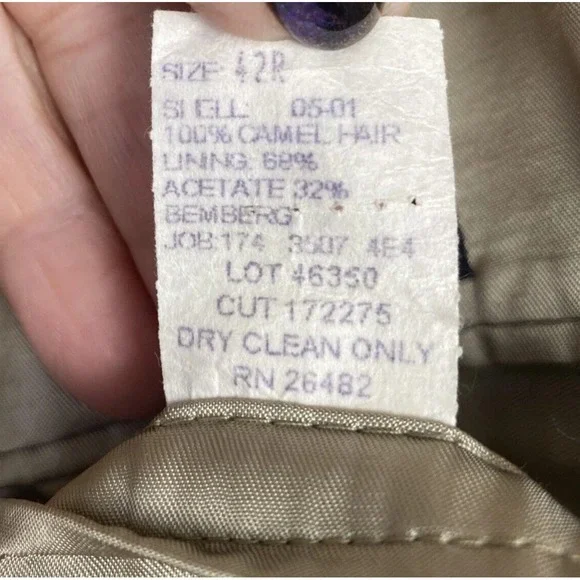 SIZE: 42R
SHELL: 05-01
100% CAMEL HAIR
LINING: 68%
ACETATE 32%
BEMBERG
JOB:174 3507 4E4
LOT 46350
CUT 172275
DRY CLEAN ONLY
RN 26482